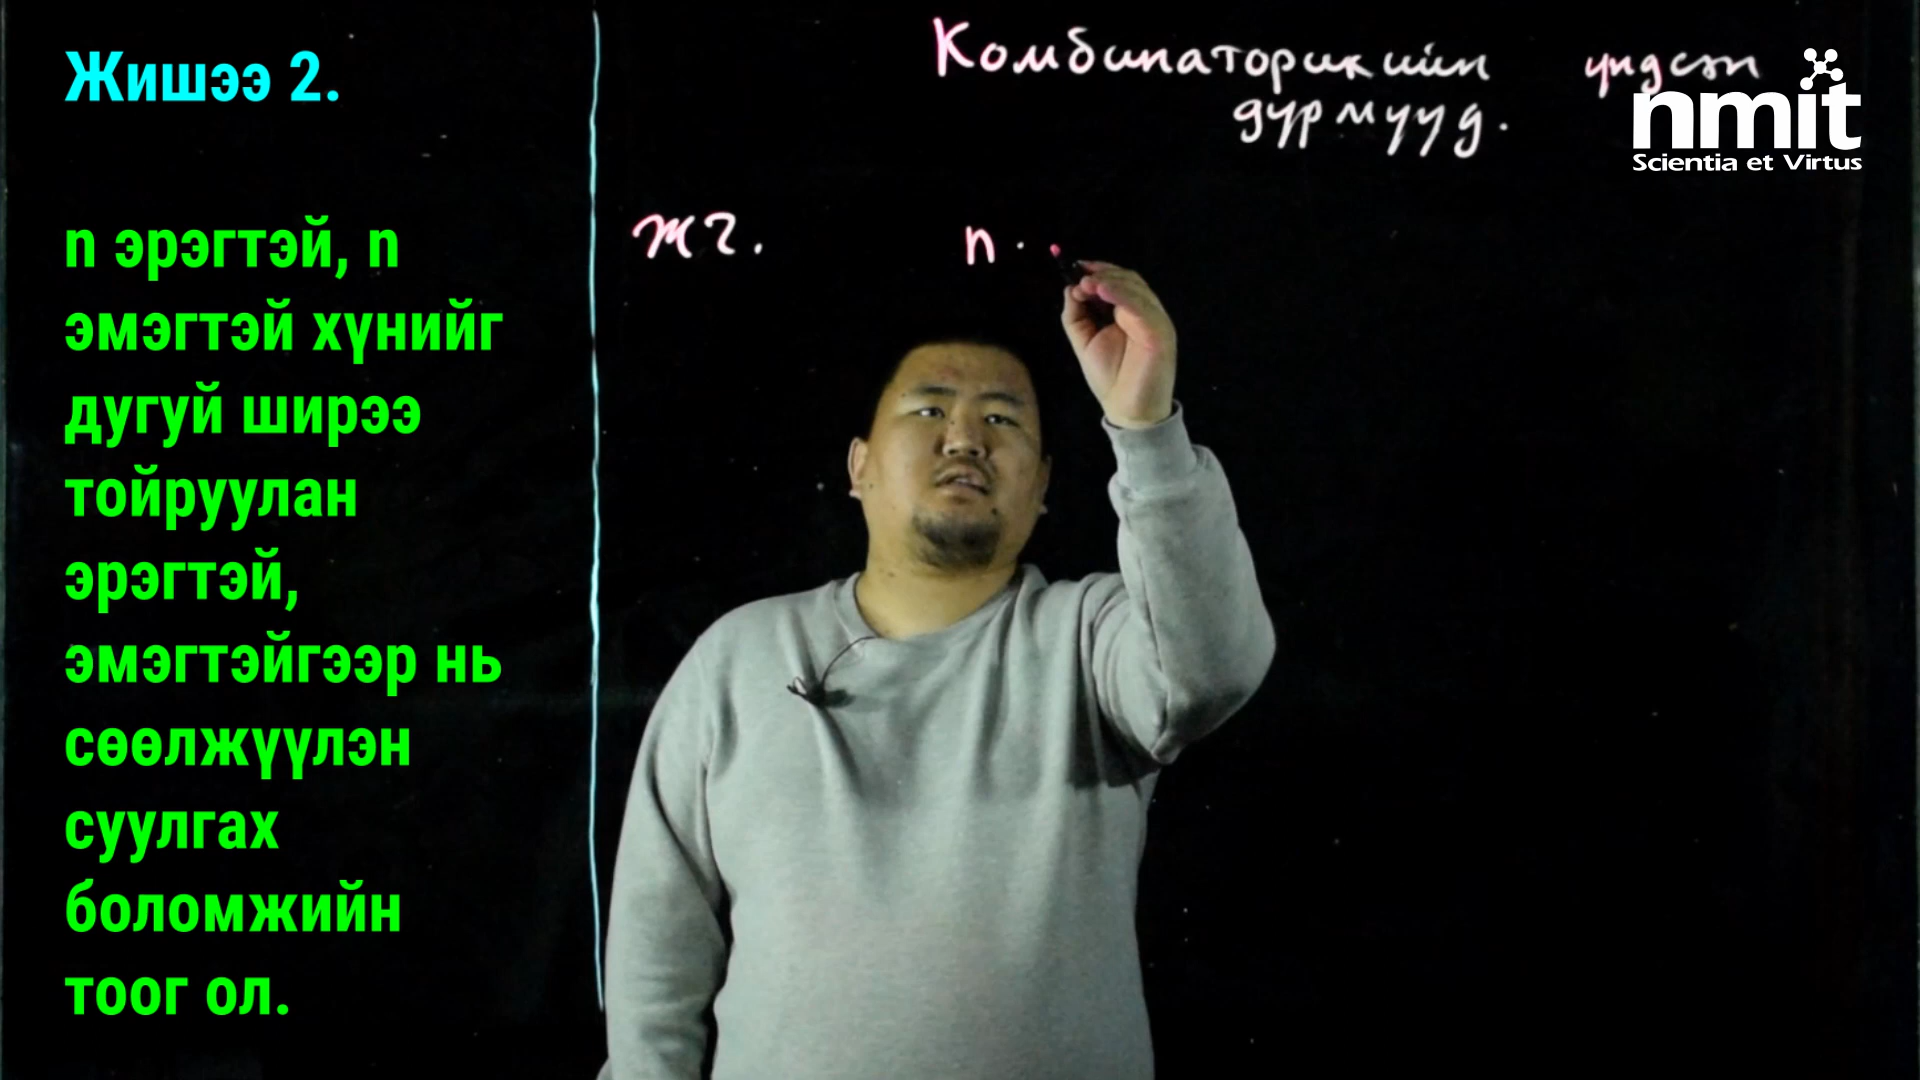 Жишээ 2.
n эрэгтэй, n
эмэгтэй хүнийг
дугуй ширээ
тойруулан
эрэгтэй,
эмэгтэйгээр нь
сөөлжүүлэн
суулгах
боломжийн
тоог ол.
Комбинаторикийн үндсэн
дүрмүүд.
nmit
Scientia et Virtus
Ж2.
n · .